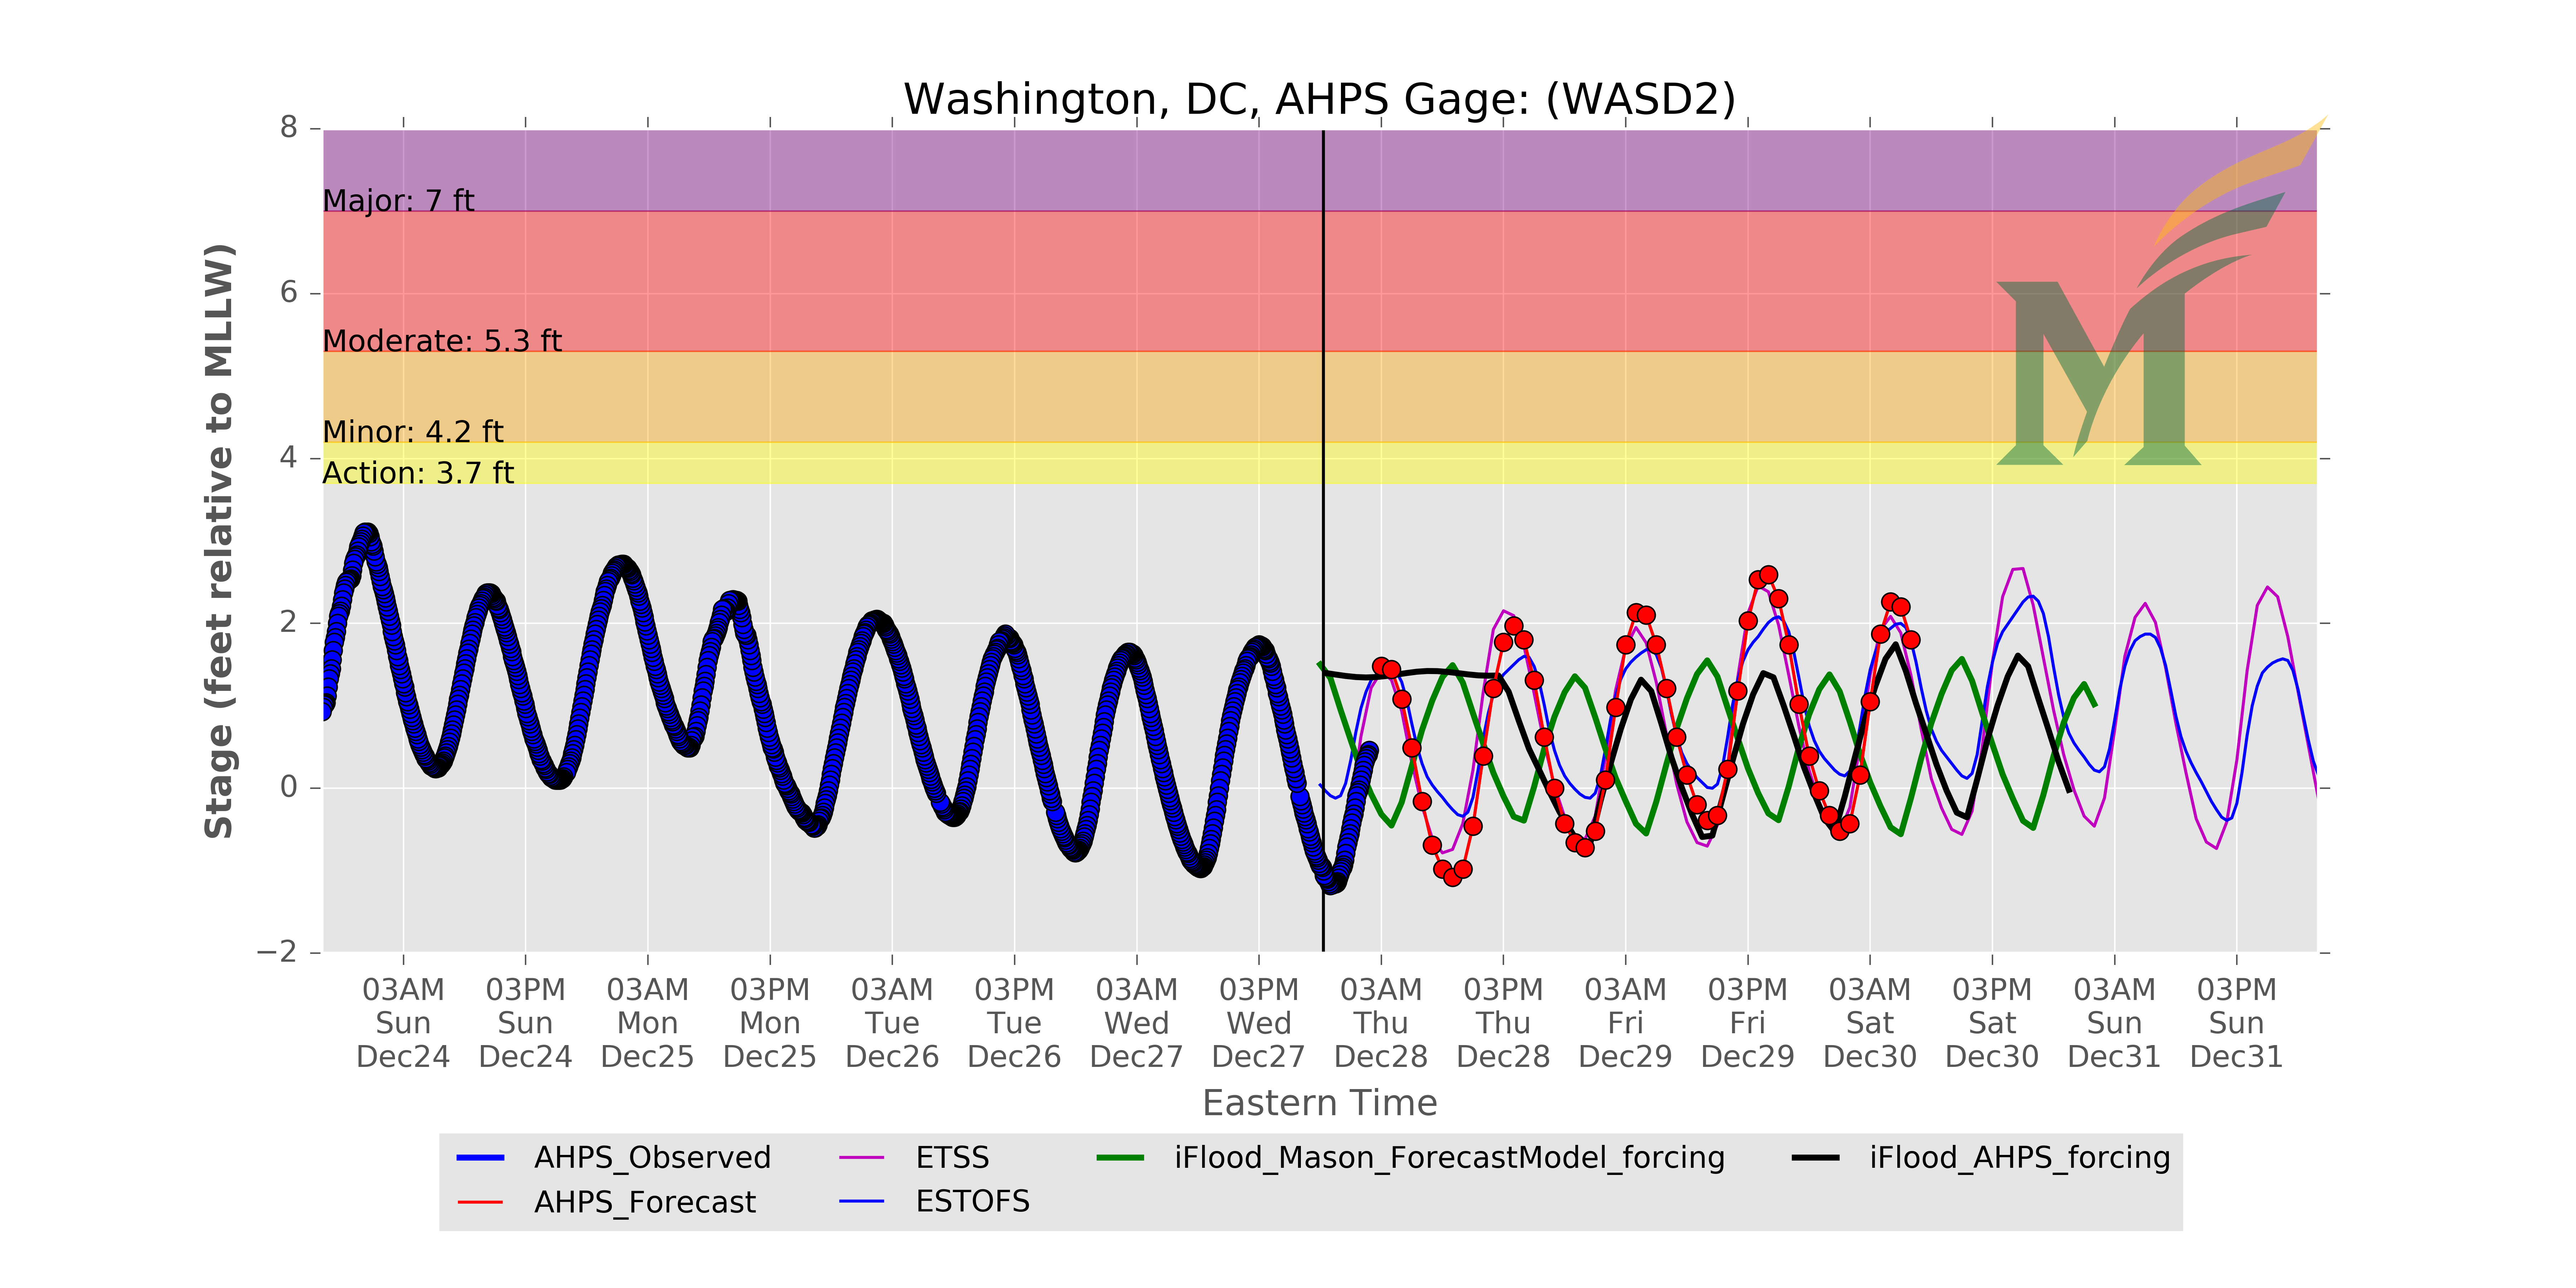 Washington, DC, AHPS Gage: (WASD2)
8
Major: 7 ft
6
Moderate: 5.3 ft
Minor: 4.2 ft
4
Action: 3.7 ft
2
0
−2
Stage (feet relative to MLLW)
03AM 03PM 03AM 03PM 03AM 03PM 03AM 03PM 03AM 03PM 03AM 03PM 03AM 03PM 03AM 03PM
Sun Sun Mon Mon Tue Tue Wed Wed Thu Thu Fri Fri Sat Sat Sun Sun
Dec24 Dec24 Dec25 Dec25 Dec26 Dec26 Dec27 Dec27 Dec28 Dec28 Dec29 Dec29 Dec30 Dec30 Dec31 Dec31
Eastern Time
AHPS_Observed ETSS iFlood_Mason_ForecastModel_forcing iFlood_AHPS_forcing
AHPS_Forecast ESTOFS